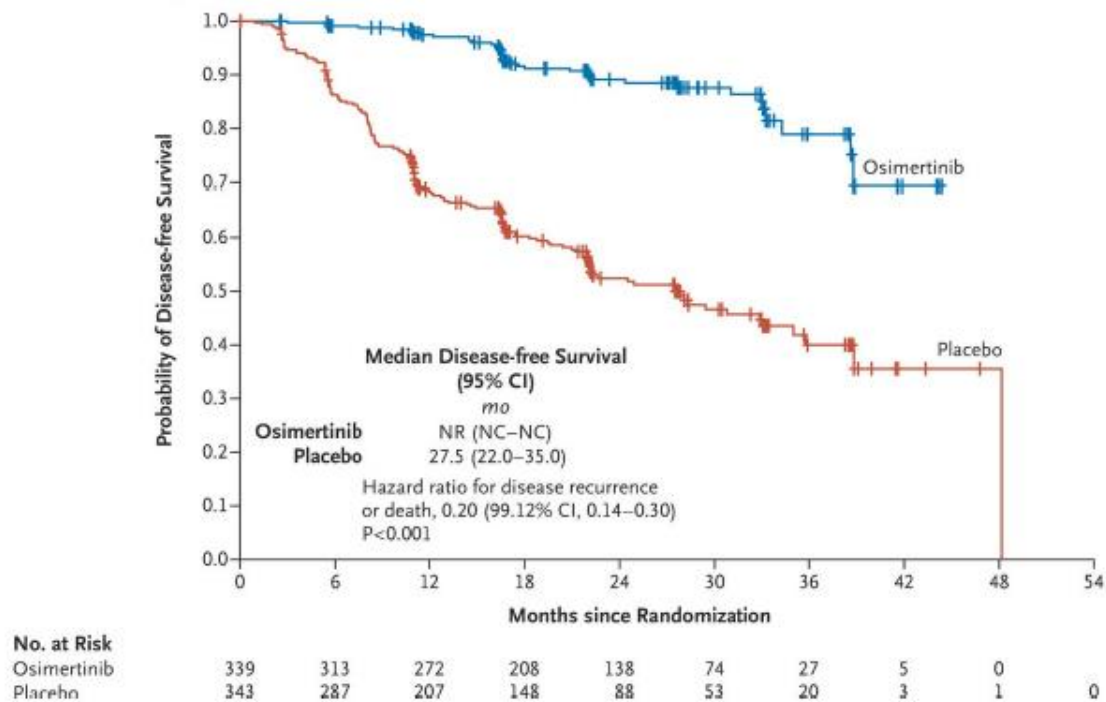 1.0
0.9
0.8
0.7
0.6
0.5
0.4
0.3
0.2
0.1
0.0
Probability of Disease-free Survival
Osimertinib
Placebo
Median Disease-free Survival
(95% CI)
mo
Osimertinib NR (NC–NC)
Placebo 27.5 (22.0–35.0)
Hazard ratio for disease recurrence
or death, 0.20 (99.12% CI, 0.14–0.30)
P<0.001
0 6 12 18 24 30 36 42 48 54
Months since Randomization
No. at Risk
Osimertinib 339 313 272 208 138 74 27 5 0
Placebo 343 287 207 148 88 53 20 3 1 0